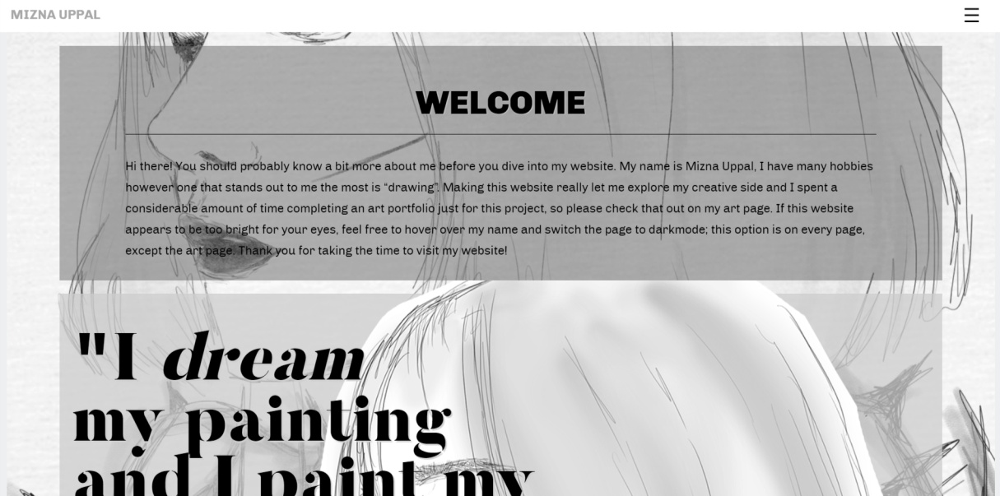 MIZNA UPPAL
WELCOME
Hi there! You should probably know a bit more about me before you dive into my website. My name is Mizna Uppal, I have many hobbies
however one that stands out to me the most is “drawing”. Making this website really let me explore my creative side and I spent a
considerable amount of time completing an art portfolio just for this project, so please check that out on my art page. If this website
appears to be too bright for your eyes, feel free to hover over my name and switch the page to darkmode; this option is on every page,
except the art page. Thank you for taking the time to visit my website!
"I dream
my painting
and I paint my